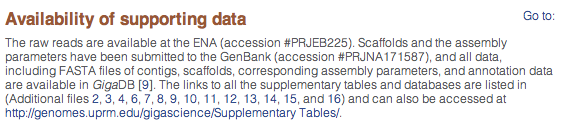 Availability of supporting data Go to:
The raw reads are available at the ENA (accession #PRJEB225). Scaffolds and the assembly
parameters have been submitted to the GenBank (accession #PRJNA171587), and all data,
including FASTA files of contigs, scaffolds, corresponding assembly parameters, and annotation data
are available in GigaDB [9]. The links to all the supplementary tables and databases are listed in
(Additional files 2, 3, 4, 6, 7, 8, 9, 10, 11, 12, 13, 14, 15, and 16) and can also be accessed at
http://genomes.uprm.edu/gigascience/Supplementary Tables/.